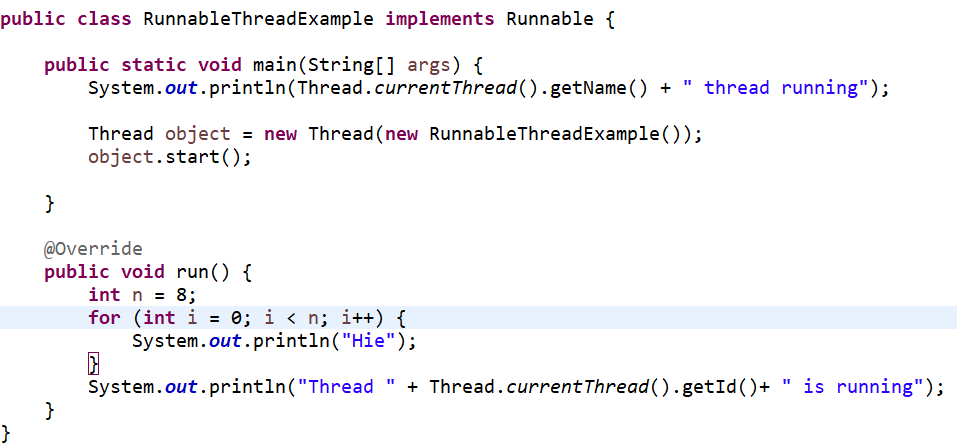 public class RunnableThreadExample implements Runnable {
public static void main(String[] args) {
System.out.println(Thread.currentThread().getName() + " thread running");
Thread object = new Thread(new RunnableThreadExample());
object.start();
}
@Override
public void run() {
int n = 8;
for (int i = 0; i < n; i++) {
System.out.println("Hie");
}
System.out.println("Thread " + Thread.currentThread().getId()+ " is running");
}
}